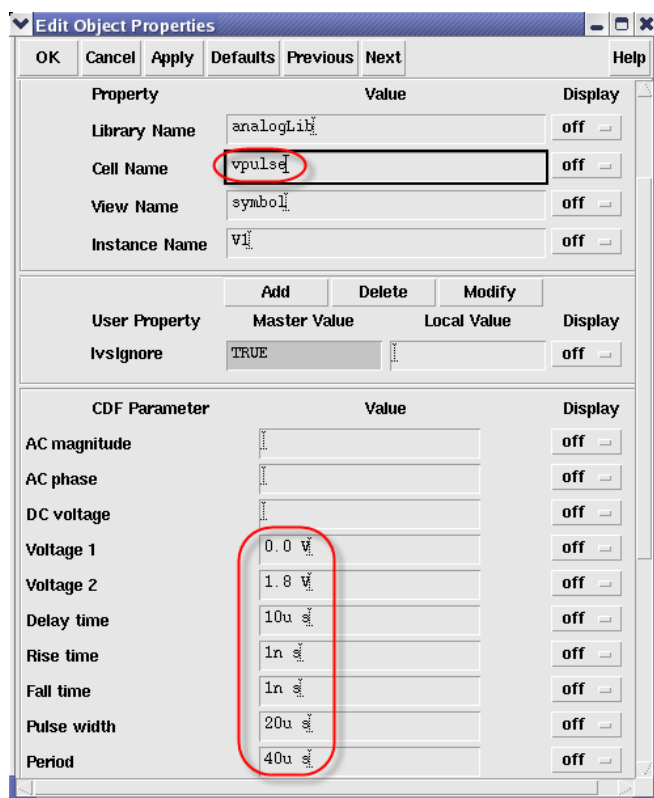 Edit Object Properties
OK Cancel Apply Defaults Previous Next Help
Property Value Display
Library Name analogLib off
Cell Name vpulse off
View Name symbol off
Instance Name V1 off
Add Delete Modify
User Property Master Value Local Value Display
lvsIgnore TRUE off
CDF Parameter Value Display
AC magnitude off
AC phase off
DC voltage off
Voltage 1 0.0 V off
Voltage 2 1.8 V off
Delay time 10u s off
Rise time 1n s off
Fall time 1n s off
Pulse width 20u s off
Period 40u s off